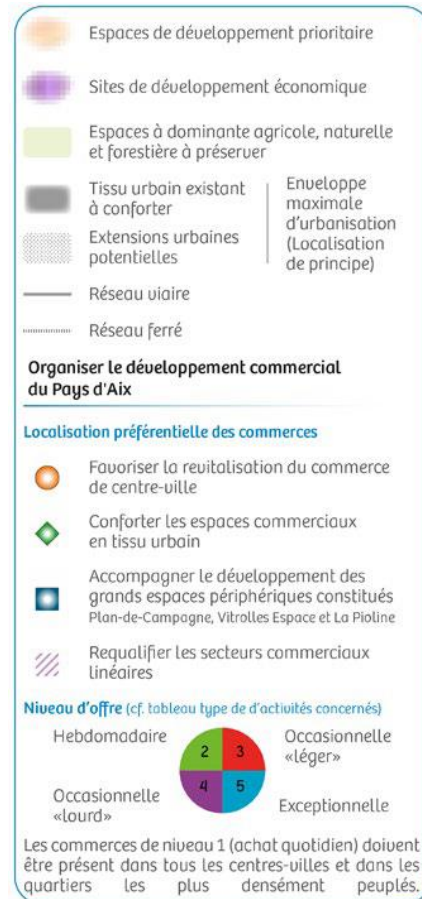 Espaces de développement prioritaire
Sites de développement économique
Espaces à dominante agricole, naturelle
et forestière à préserver
Tissu urbain existant
à conforter
Extensions urbaines
potentielles
Enveloppe
maximale
d'urbanisation
(Localisation
de principe)
Réseau viaire
Réseau ferré
Organiser le développement commercial
du Pays d'Aix
Localisation préférentielle des commerces
Favoriser la revitalisation du commerce
de centre-ville
Conforter les espaces commerciaux
en tissu urbain
Accompagner le développement des
grands espaces périphériques constitués
Plan-de-Campagne, Vitrolles Espace et La Pioline
Requalifier les secteurs commerciaux
linéaires
Niveau d'offre (cf. tableau type de d'activités concernés)
Hebdomadaire
2
3
Occasionnelle
«léger»
Occasionnelle
«lourd»
4
5
Exceptionnelle
Les commerces de niveau 1 (achat quotidien) doivent
être présent dans tous les centres-villes et dans les
quartiers les plus densément peuplés.